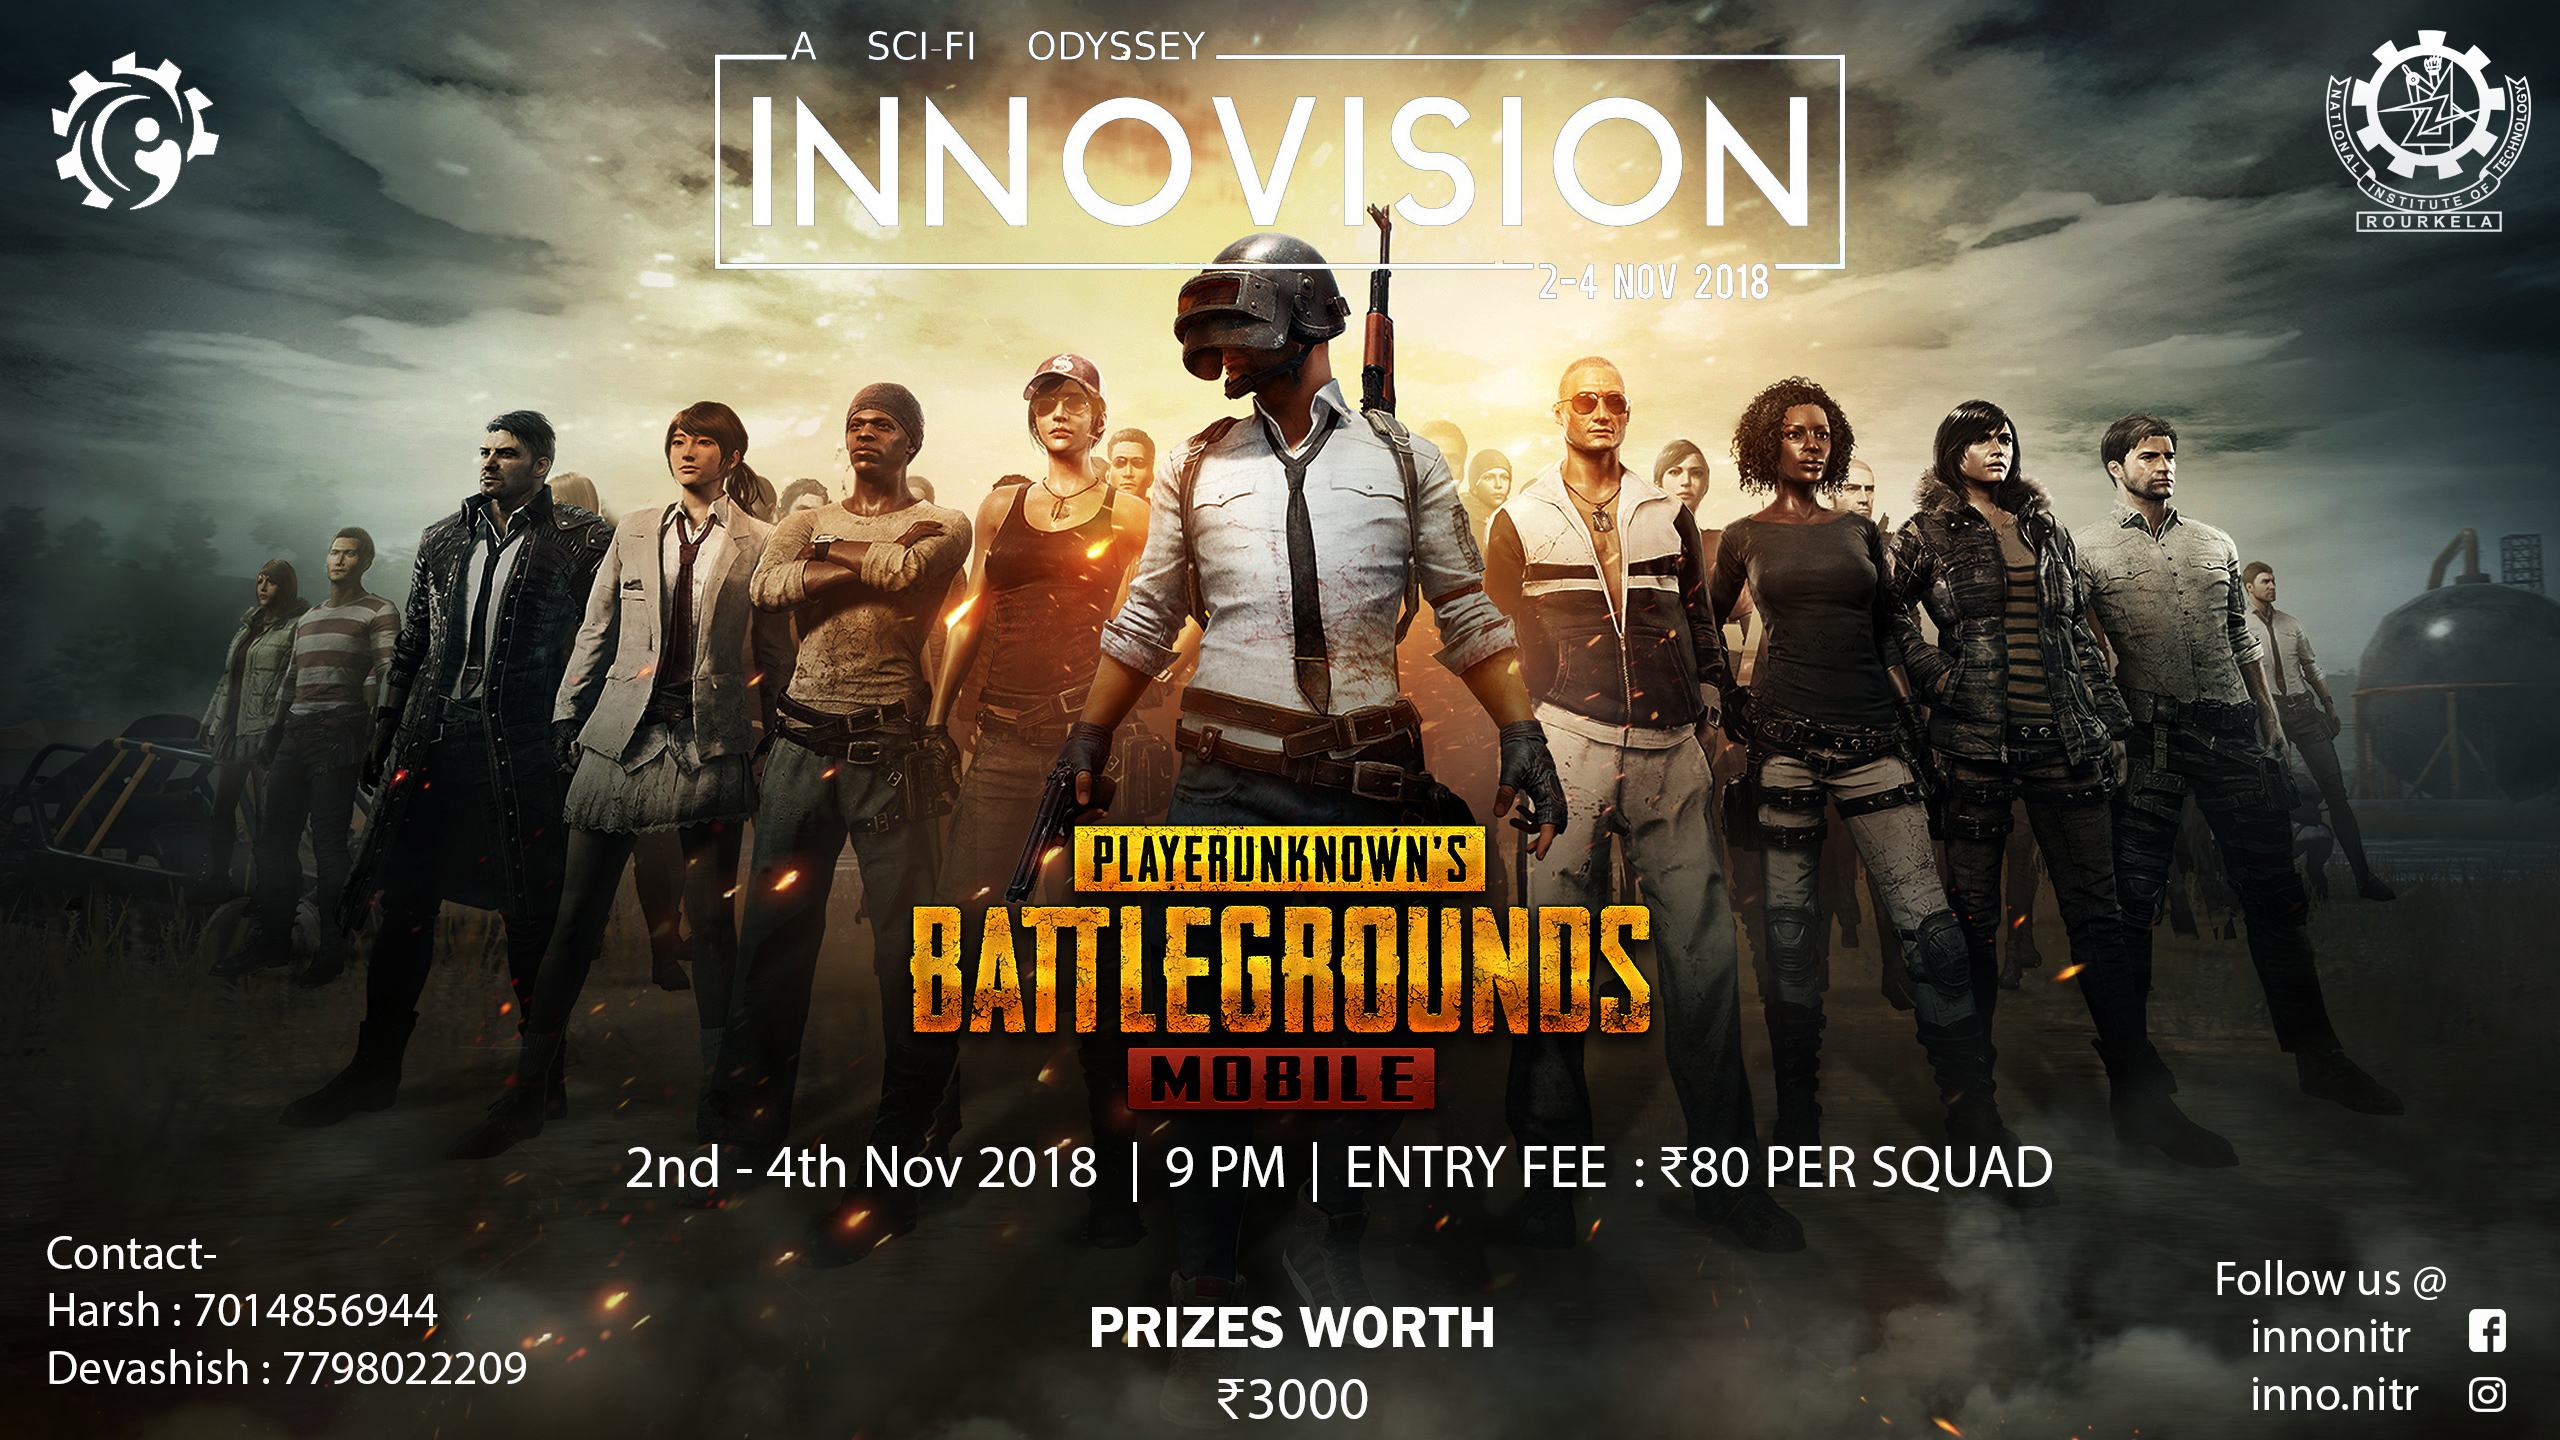 A SCI-FI ODYSSEY
INNOVISION
2-4 NOV 2018
NATIONAL INSTITUTE OF TECHNOLOGY
ROURKELA
PLAYERUNKNOWN'S
BATTLEGROUNDS
MOBILE
2nd - 4th Nov 2018 | 9 PM | ENTRY FEE : ₹80 PER SQUAD
Contact-
Harsh : 7014856944
Devashish : 7798022209
PRIZES WORTH
₹3000
Follow us @
innonitr
inno.nitr